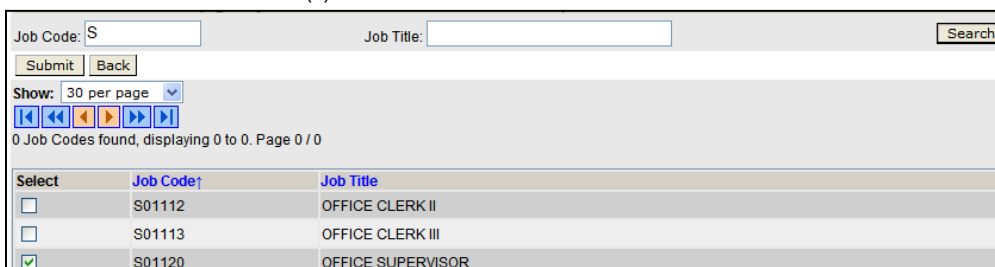 Job Code: S Job Title: Search
Submit Back
Show: 30 per page
0 Job Codes found, displaying 0 to 0. Page 0 / 0
Select Job Code↑ Job Title
S01112 OFFICE CLERK II
S01113 OFFICE CLERK III
S01120 OFFICE SUPERVISOR